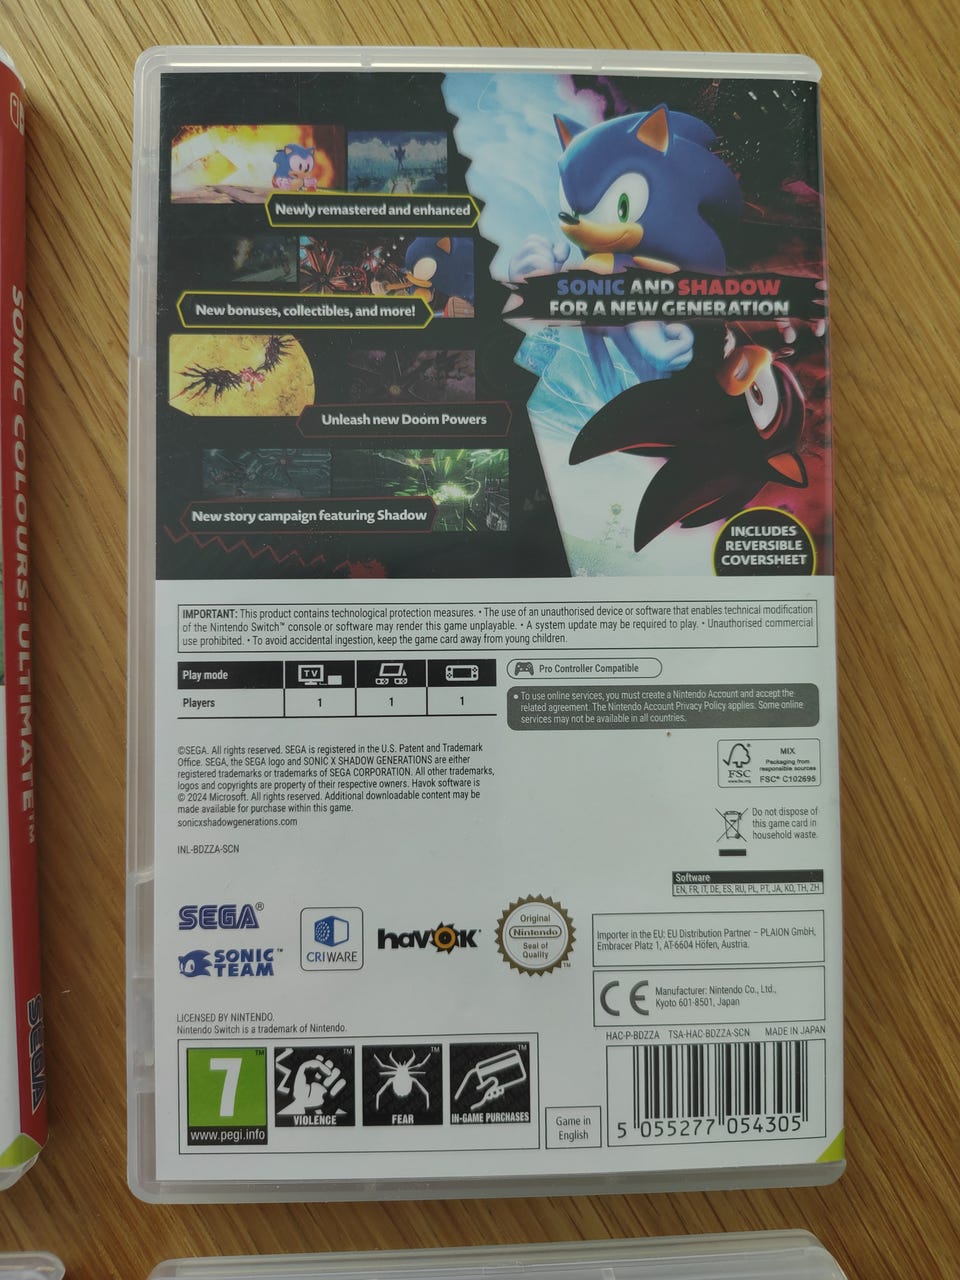 SONIC COLOURS: ULTIMATE™
SEGA
Newly remastered and enhanced
New bonuses, collectibles, and more!
Unleash new Doom Powers
New story campaign featuring Shadow
SONIC AND SHADOW
FOR A NEW GENERATION
INCLUDES
REVERSIBLE
COVERSHEET
IMPORTANT: This product contains technological protection measures. • The use of an unauthorised device or software that enables technical modification
of the Nintendo Switch™ console or software may render this game unplayable. • A system update may be required to play. • Unauthorised commercial
use prohibited. • To avoid accidental ingestion, keep the game card away from young children.
Play mode
TV
Players
1
1
1
Pro Controller Compatible
• To use online services, you must create a Nintendo Account and accept the
related agreement. The Nintendo Account Privacy Policy applies. Some online
services may not be available in all countries.
©SEGA. All rights reserved. SEGA is registered in the U.S. Patent and Trademark
Office. SEGA, the SEGA logo and SONIC X SHADOW GENERATIONS are either
registered trademarks or trademarks of SEGA CORPORATION. All other trademarks,
logos and copyrights are property of their respective owners. Havok software is
© 2024 Microsoft. All rights reserved. Additional downloadable content may be
made available for purchase within this game.
sonicxshadowgenerations.com
INL-BDZZA-SCN
FSC
www.fsc.org
MIX
Packaging from
responsible sources
FSC® C102695
Do not dispose of
this game card in
household waste.
Software
EN, FR, IT, DE, ES, RU, PL, PT, JA, KO, TH, ZH
SEGA®
SONIC™
TEAM
CRIWARE
havok™
Original
Nintendo
Seal of
Quality
™
Importer in the EU: EU Distribution Partner – PLAION GmbH,
Embracer Platz 1, AT-6604 Höfen, Austria.
CE
Manufacturer: Nintendo Co., Ltd.,
Kyoto 601-8501, Japan
LICENSED BY NINTENDO.
Nintendo Switch is a trademark of Nintendo.
HAC-P-BDZZA TSA-HAC-BDZZA-SCN MADE IN JAPAN
7™
www.pegi.info
™
VIOLENCE
™
FEAR
™
IN-GAME PURCHASES
Game in
English
5 055277 054305